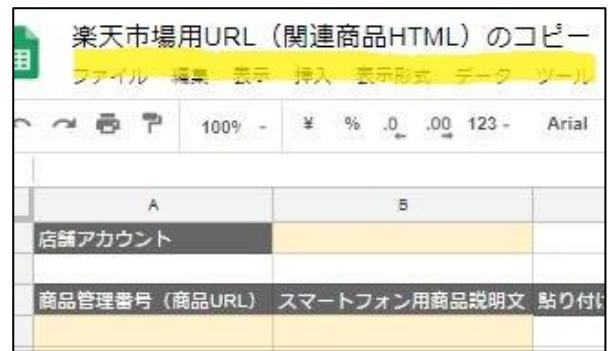 楽天市場用URL（関連商品HTML）のコピー
ファイル 編集 表示 挿入 表示形式 データ ツール
100% - ¥ % .0 .00 123 - Arial
A B
店舗アカウント
商品管理番号（商品URL） スマートフォン用商品説明文 貼り付け